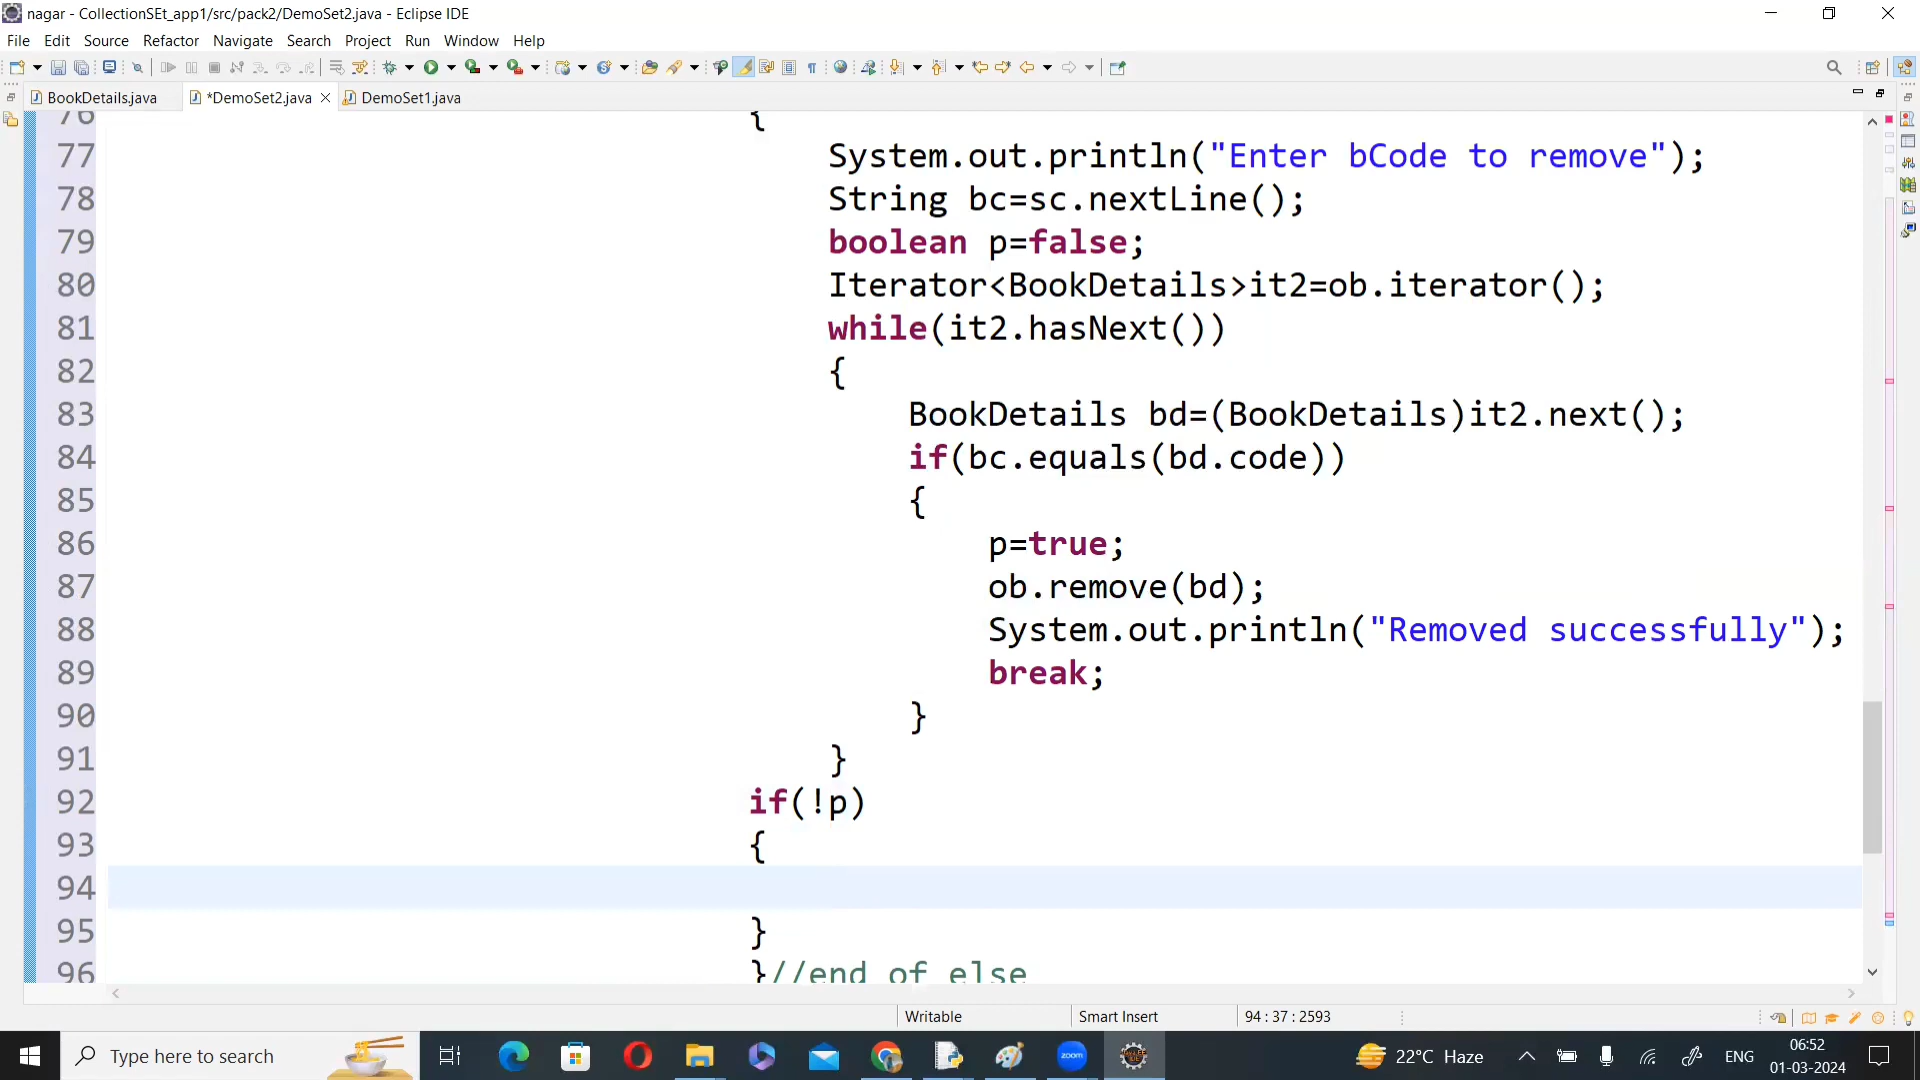 nagar - CollectionSEt_app1/src/pack2/DemoSet2.java - Eclipse IDE
File Edit Source Refactor Navigate Search Project Run Window Help
BookDetails.java *DemoSet2.java DemoSet1.java
76 {
77 System.out.println("Enter bCode to remove");
78 String bc=sc.nextLine();
79 boolean p=false;
80 Iterator<BookDetails>it2=ob.iterator();
81 while(it2.hasNext())
82 {
83 BookDetails bd=(BookDetails)it2.next();
84 if(bc.equals(bd.code))
85 {
86 p=true;
87 ob.remove(bd);
88 System.out.println("Removed successfully");
89 break;
90 }
91 }
92 if(!p)
93 {
94
95 }
96 }//end of else
Writable Smart Insert 94 : 37 : 2593
Type here to search zoom 22°C Haze ENG 06:52
01-03-2024